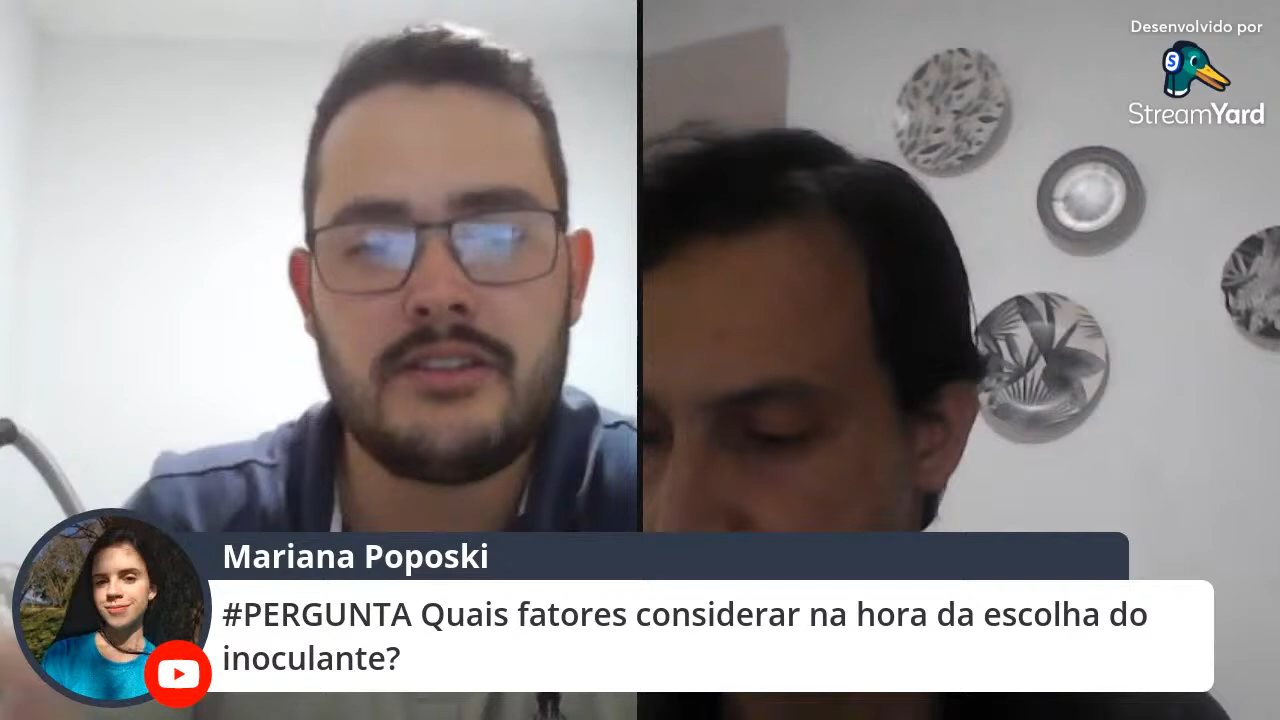 Desenvolvido por
S
StreamYard
Mariana Poposki
#PERGUNTA Quais fatores considerar na hora da escolha do
inoculante?